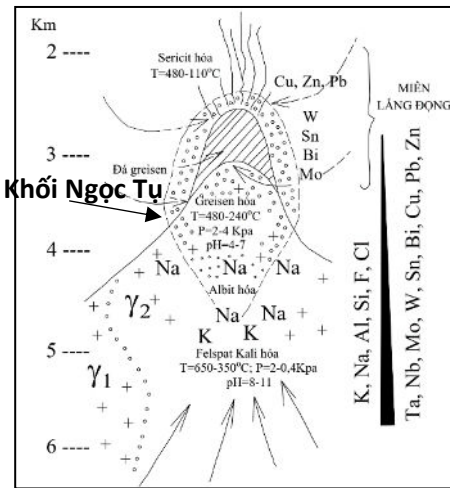 Km
2
Sericit hóa
T=480-110°C
Cu, Zn, Pb
MIỀN
LẮNG ĐỌNG
W
Sn
Bi
Mo
3
Đá greisen
Khối Ngọc Tụ
Greisen hóa
T=480-240°C
P=2-4 Kpa
pH=4-7
4
Na Na Na
Albit hóa
γ2
Na
K K
5
Felspat Kali hóa
T=650-350°C; P=2-0,4Kpa
pH=8-11
γ1
6
K, Na, Al, Si, F, Cl
Ta, Nb, Mo, W, Sn, Bi, Cu, Pb, Zn